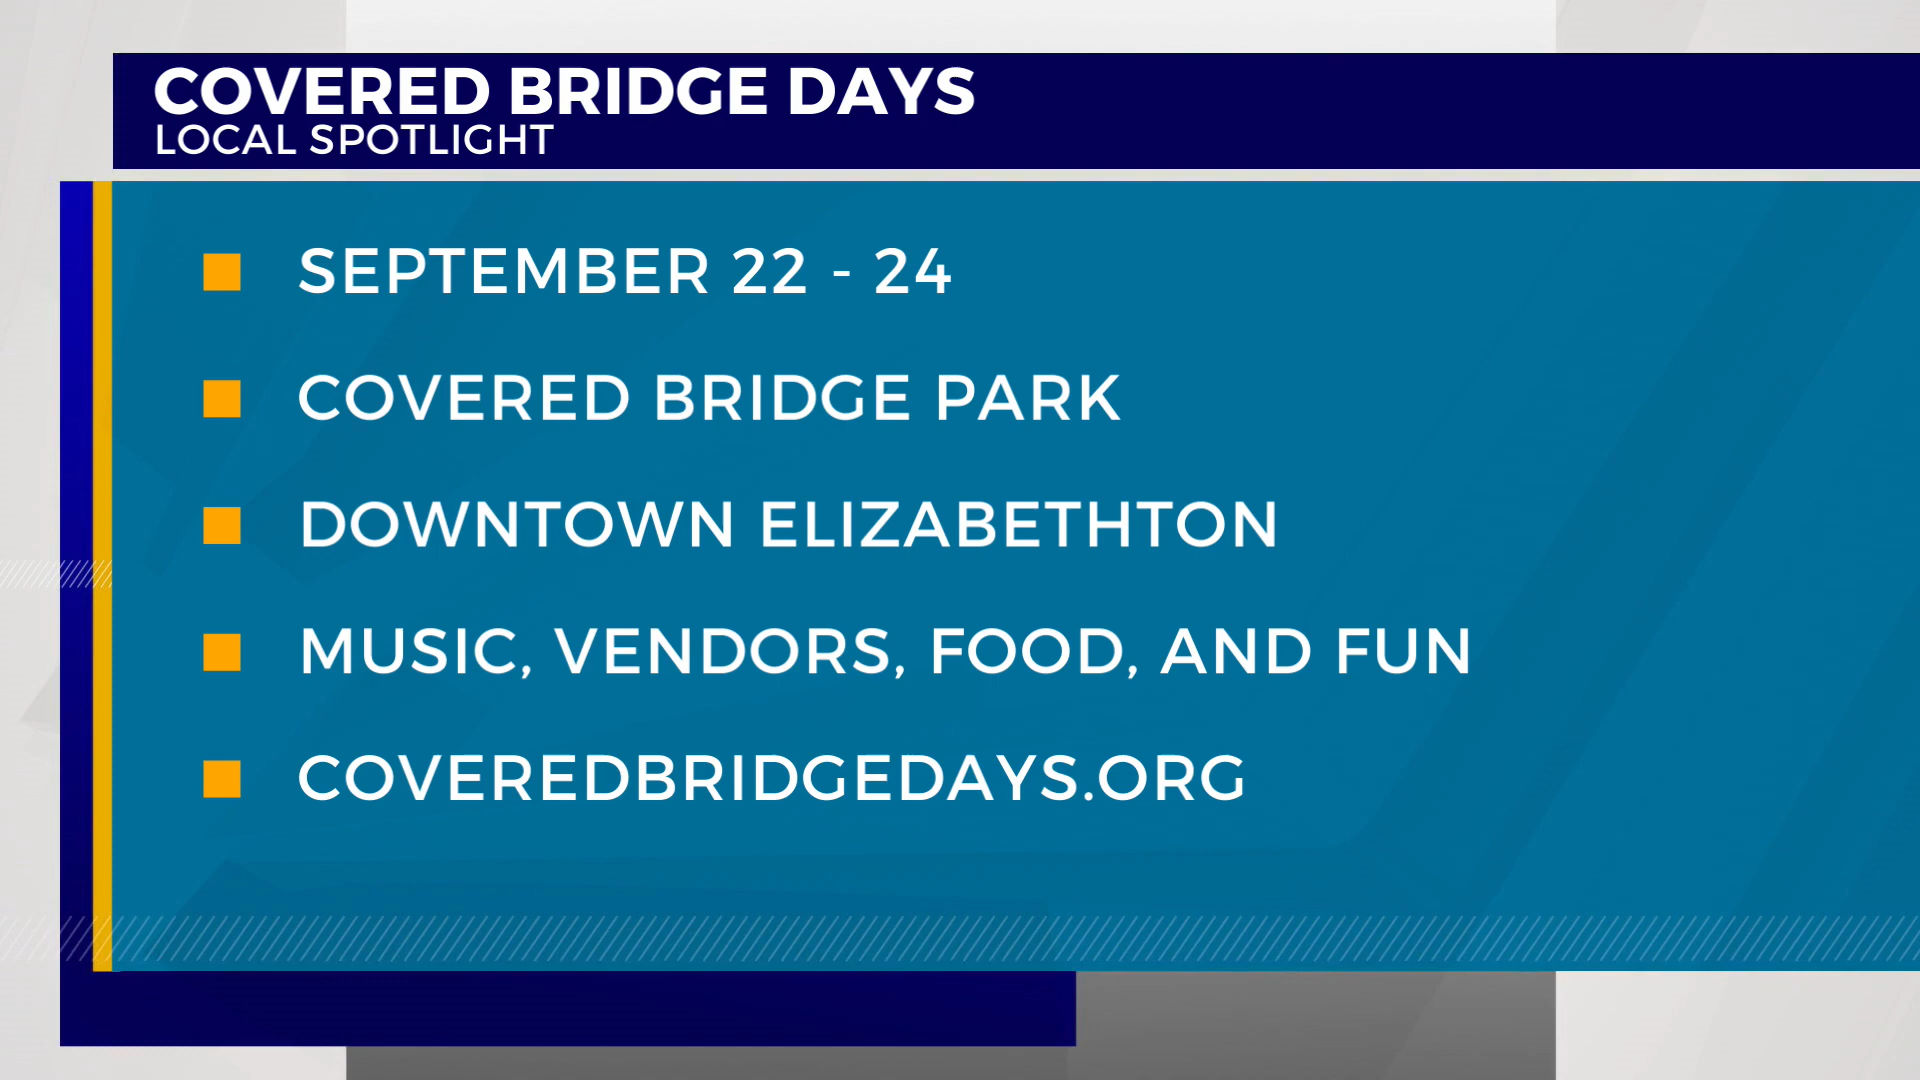 COVERED BRIDGE DAYS
LOCAL SPOTLIGHT
SEPTEMBER 22 - 24
COVERED BRIDGE PARK
DOWNTOWN ELIZABETHTON
MUSIC, VENDORS, FOOD, AND FUN
COVEREDBRIDGEDAYS.ORG